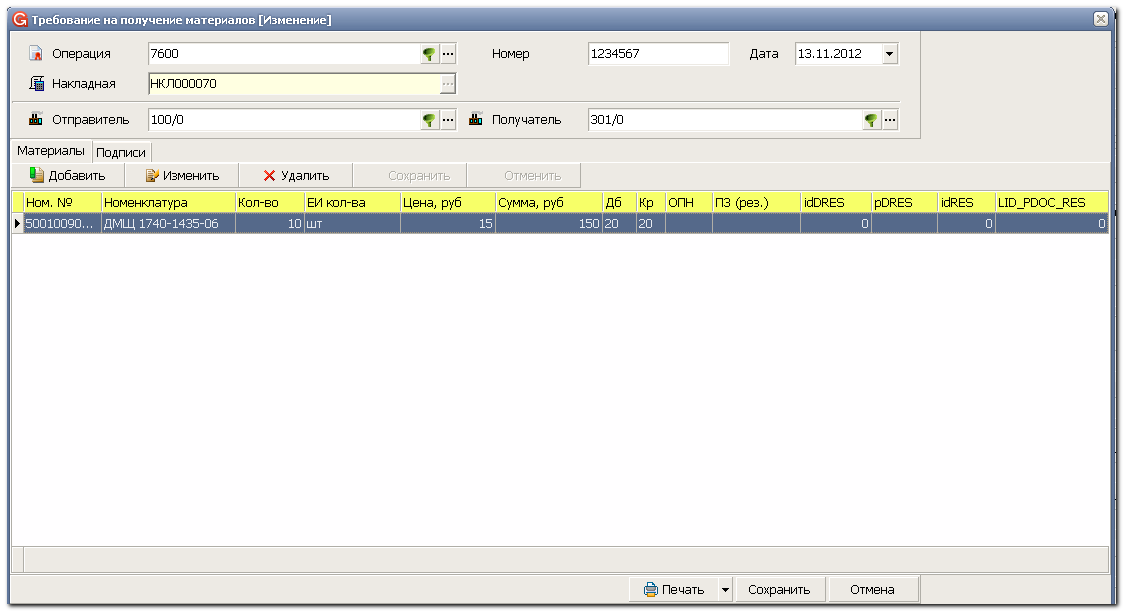 Требование на получение материалов [Изменение]
Операция 7600 Номер 1234567 Дата 13.11.2012
Накладная НКЛ000070
Отправитель 100/0 Получатель 301/0
Материалы Подписи
Добавить Изменить Удалить Сохранить Отменить
Ном. № Номенклатура Кол-во ЕИ кол-ва Цена, руб Сумма, руб Дб Кр ОПН ПЗ (рез.) idDRES pDRES idRES LID_PDOC_RES
50010090... ДМЩ 1740-1435-06 10 шт 15 150 20 20 0 0 0
Печать Сохранить Отмена